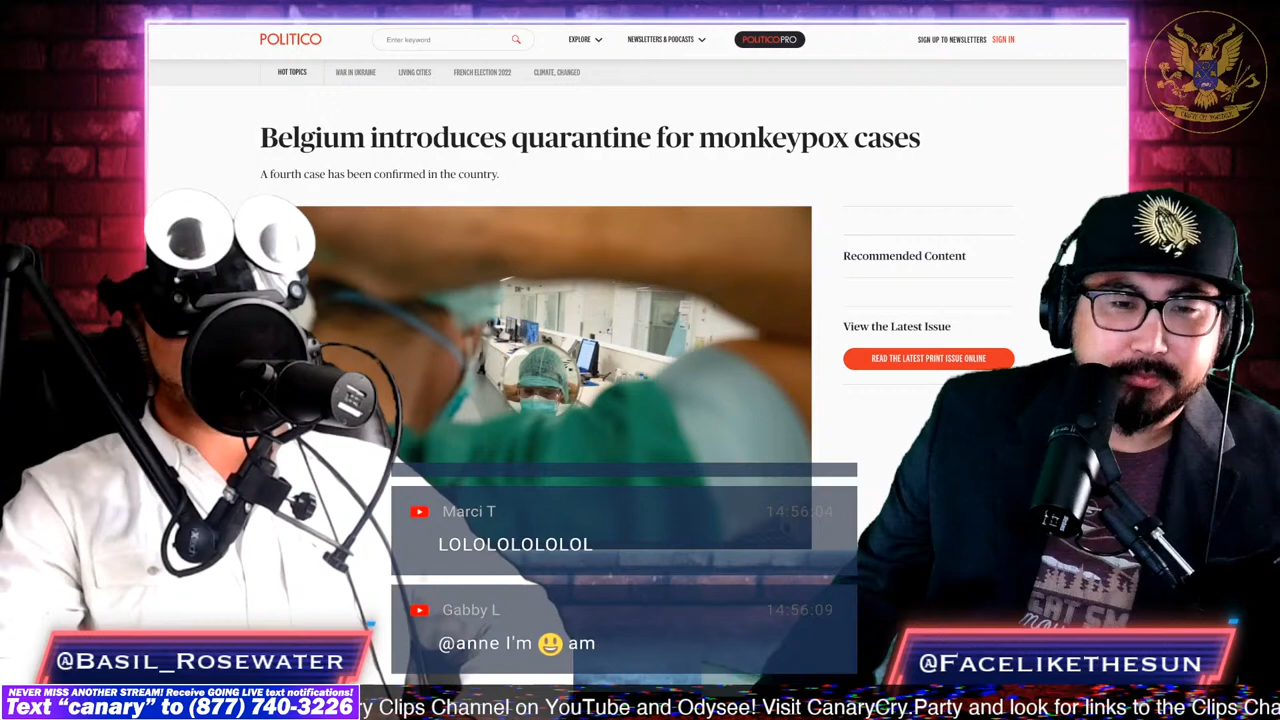 POLITICO
Enter keyword
EXPLORE
NEWSLETTERS & PODCASTS
POLITICOPRO
SIGN UP TO NEWSLETTERS SIGN IN
HOT TOPICS
WAR IN UKRAINE
LIVING CITIES
FRENCH ELECTION 2022
CLIMATE, CHANGED
Belgium introduces quarantine for monkeypox cases
A fourth case has been confirmed in the country.
Recommended Content
View the Latest Issue
READ THE LATEST PRINT ISSUE ONLINE
Marci T 14:56:04
LOLOLOLOLOLOL
Gabby L 14:56:09
@anne I'm 😃 am
@BASIL_ROSEWATER
@FACELIKETHESUN
NEVER MISS ANOTHER STREAM! Receive GOING LIVE text notifications!
Text “canary” to (877) 740-3226
ry Clips Channel on YouTube and Odysee! Visit CanaryCry.Party and look for links to the Clips Cha